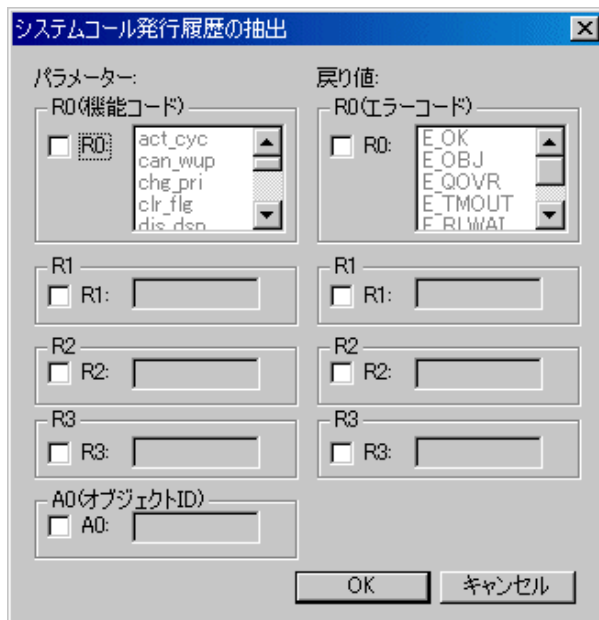 システムコール発行履歴の抽出
パラメーター:
R0(機能コード)
R0:
act_cyc
can_wup
chg_pri
clr_flg
dis_dsp
R1
R1:
R2
R2:
R3
R3:
A0(オブジェクトID)
A0:
戻り値:
R0(エラーコード)
R0:
E_OK
E_OBJ
E_QOVR
E_TMOUT
E_RLWAI
R1
R1:
R2
R2:
R3
R3:
OK
キャンセル